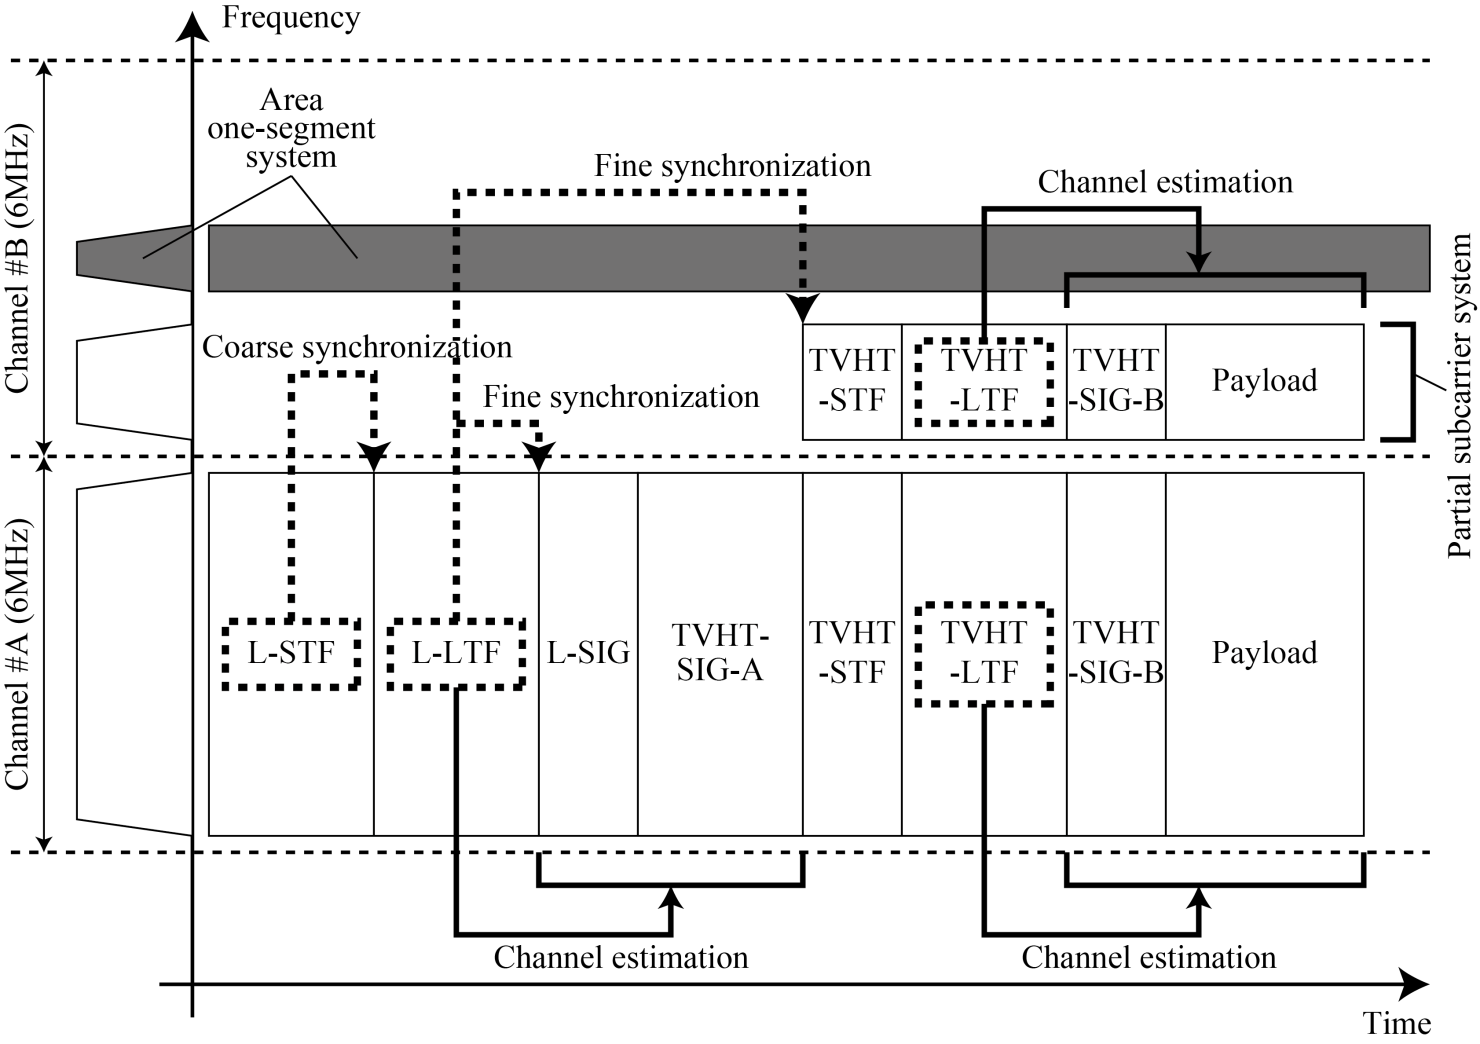 Frequency
Area
one-segment
system
Fine synchronization
Channel estimation
Channel #B (6MHz)
Coarse synchronization
Fine synchronization
TVHT
-STF
TVHT
-LTF
TVHT
-SIG-B
Payload
Partial subcarrier system
Channel #A (6MHz)
L-STF
L-LTF
L-SIG
TVHT-
SIG-A
TVHT
-STF
TVHT
-LTF
TVHT
-SIG-B
Payload
Channel estimation
Channel estimation
Time